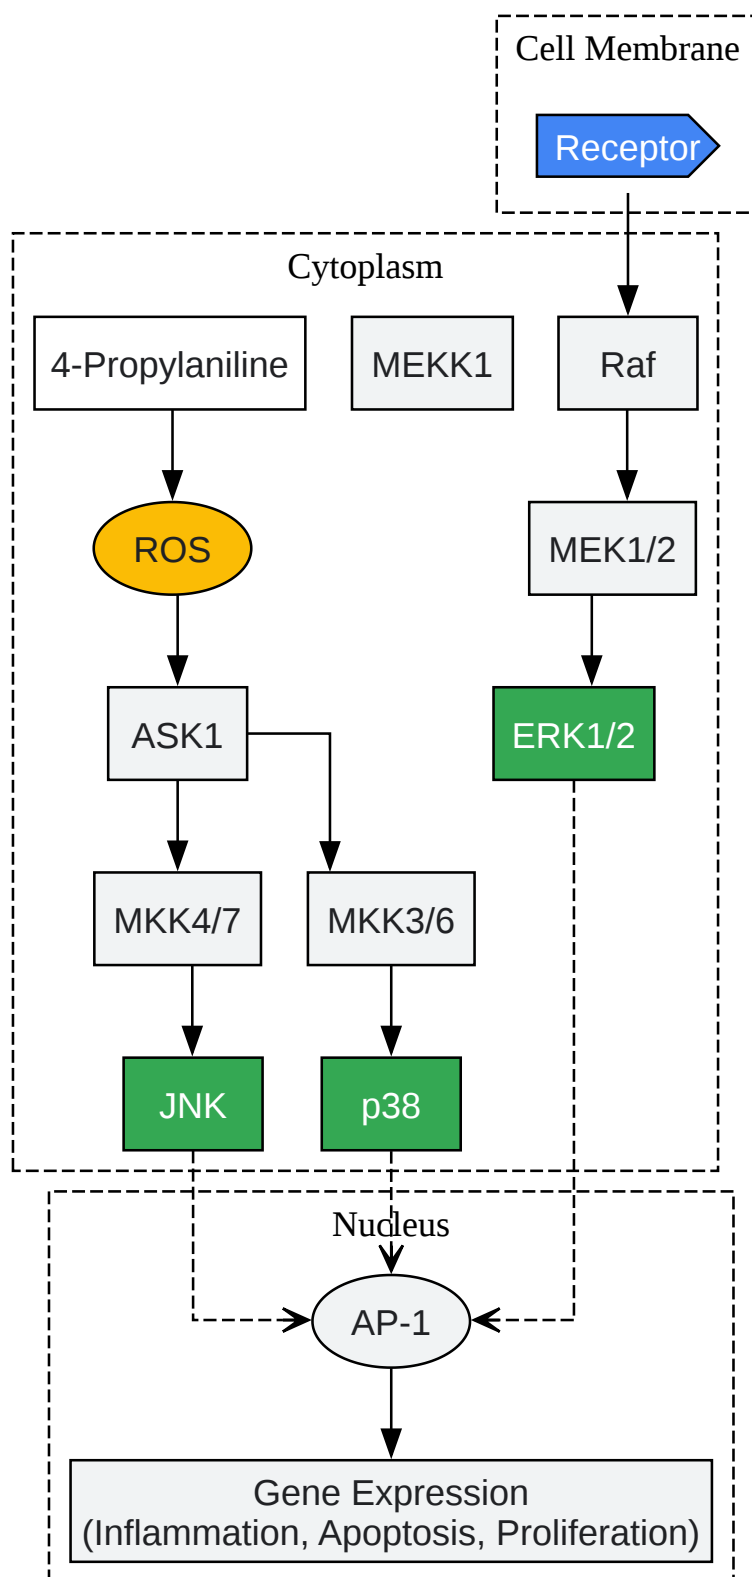 Cell Membrane
Receptor
Cytoplasm
4-Propylaniline
MEKK1
Raf
ROS
MEK1/2
ASK1
ERK1/2
MKK4/7
MKK3/6
JNK
p38
Nucleus
AP-1
Gene Expression
(Inflammation, Apoptosis, Proliferation)